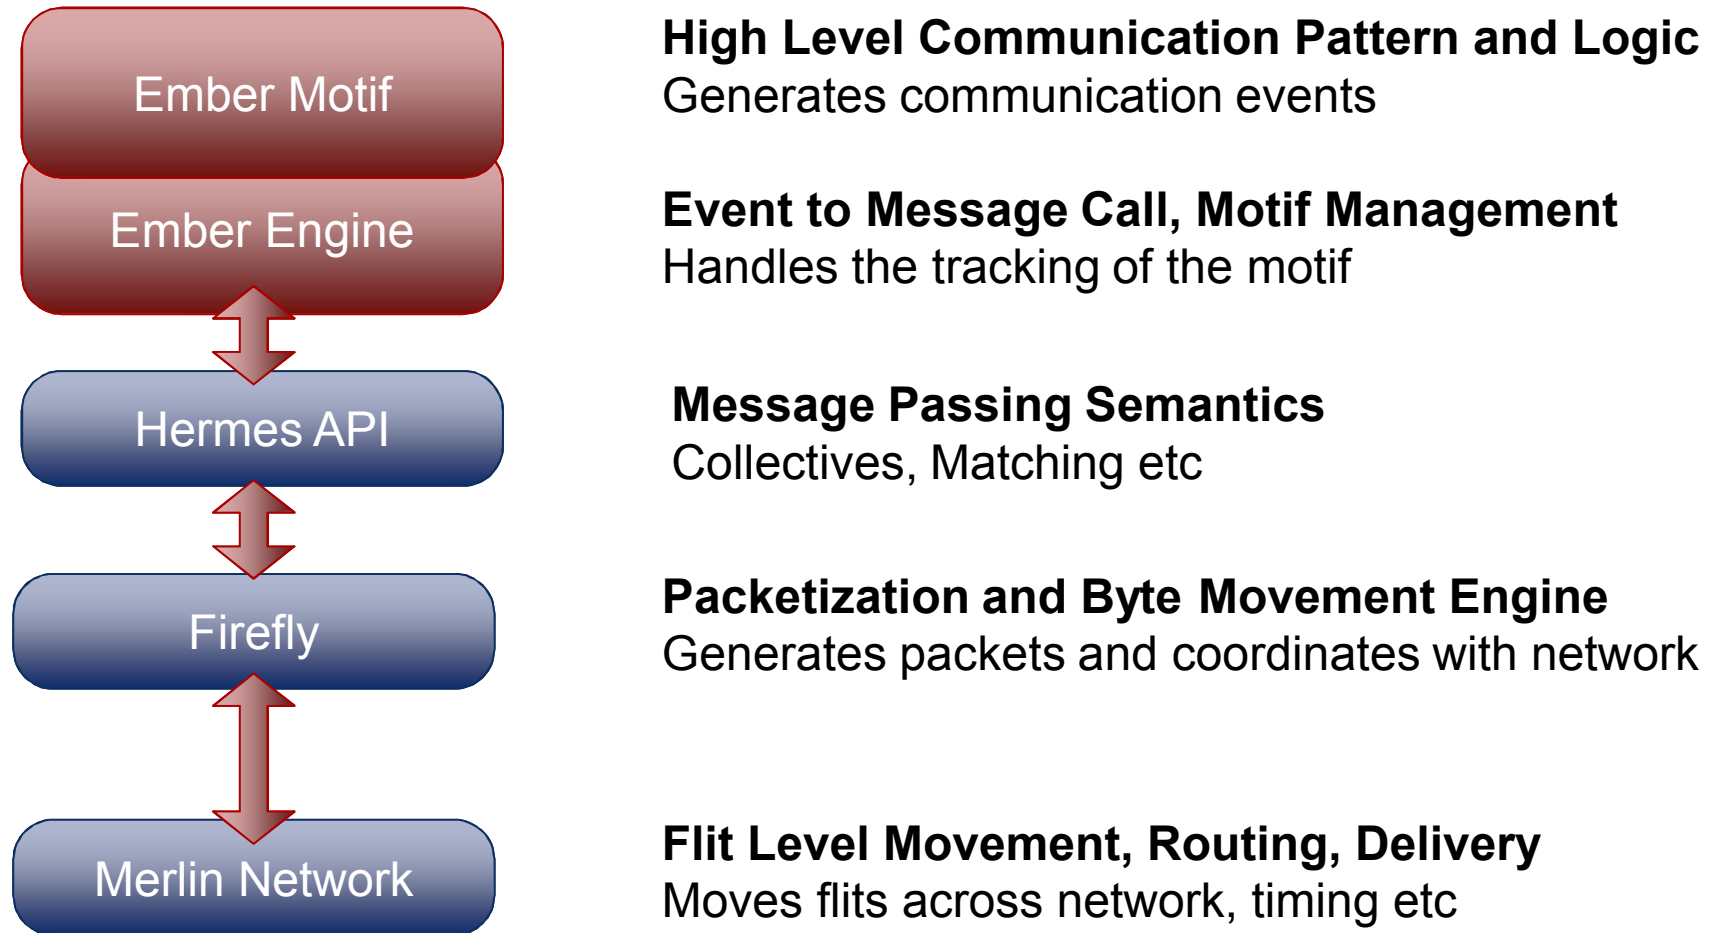 Ember Motif
High Level Communication Pattern and Logic
Generates communication events
Ember Engine
Event to Message Call, Motif Management
Handles the tracking of the motif
Hermes API
Message Passing Semantics
Collectives, Matching etc
Firefly
Packetization and Byte Movement Engine
Generates packets and coordinates with network
Merlin Network
Flit Level Movement, Routing, Delivery
Moves flits across network, timing etc